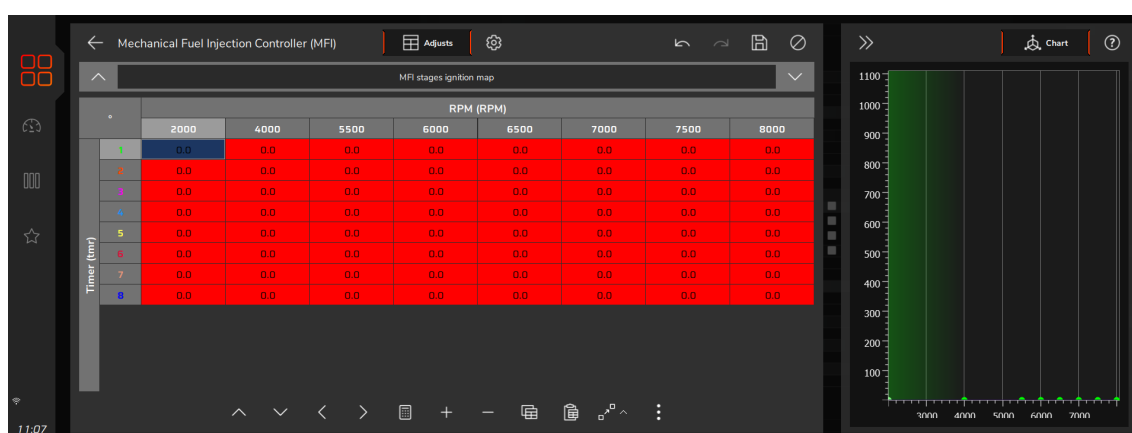 Mechanical Fuel Injection Controller (MFI) Adjusts Chart
MFI stages ignition map
° RPM (RPM)
2000 4000 5500 6000 6500 7000 7500 8000
Timer (tmr)
1 0.0 0.0 0.0 0.0 0.0 0.0 0.0 0.0
2 0.0 0.0 0.0 0.0 0.0 0.0 0.0 0.0
3 0.0 0.0 0.0 0.0 0.0 0.0 0.0 0.0
4 0.0 0.0 0.0 0.0 0.0 0.0 0.0 0.0
5 0.0 0.0 0.0 0.0 0.0 0.0 0.0 0.0
6 0.0 0.0 0.0 0.0 0.0 0.0 0.0 0.0
7 0.0 0.0 0.0 0.0 0.0 0.0 0.0 0.0
8 0.0 0.0 0.0 0.0 0.0 0.0 0.0 0.0
1100
1000
900
800
700
600
500
400
300
200
100
3000 4000 5000 6000 7000
11:07